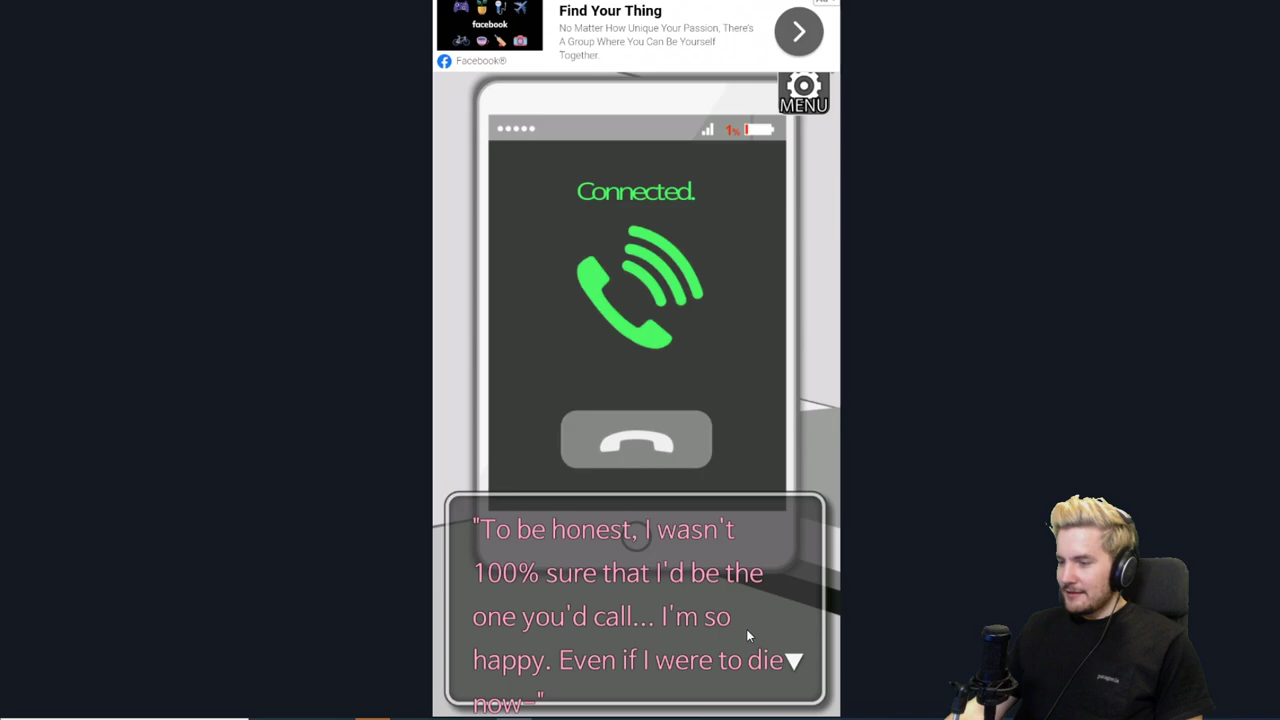 Find Your Thing
No Matter How Unique Your Passion, There's
A Group Where You Can Be Yourself
Together.
facebook
Facebook®
MENU
1%
Connected.
"To be honest, I wasn't
100% sure that I'd be the
one you'd call... I'm so
happy. Even if I were to die
now–"
patagonia